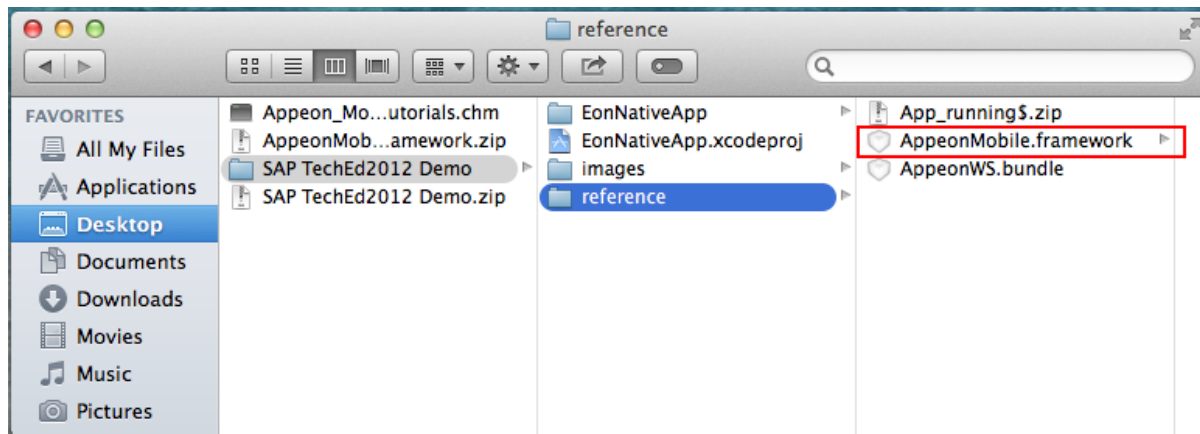 reference
FAVORITES
All My Files
Applications
Desktop
Documents
Downloads
Movies
Music
Pictures
Appeon_Mo...utorials.chm
AppeonMob...amework.zip
SAP TechEd2012 Demo
SAP TechEd2012 Demo.zip
EonNativeApp
EonNativeApp.xcodeproj
images
reference
App_running$.zip
AppeonMobile.framework
AppeonWS.bundle